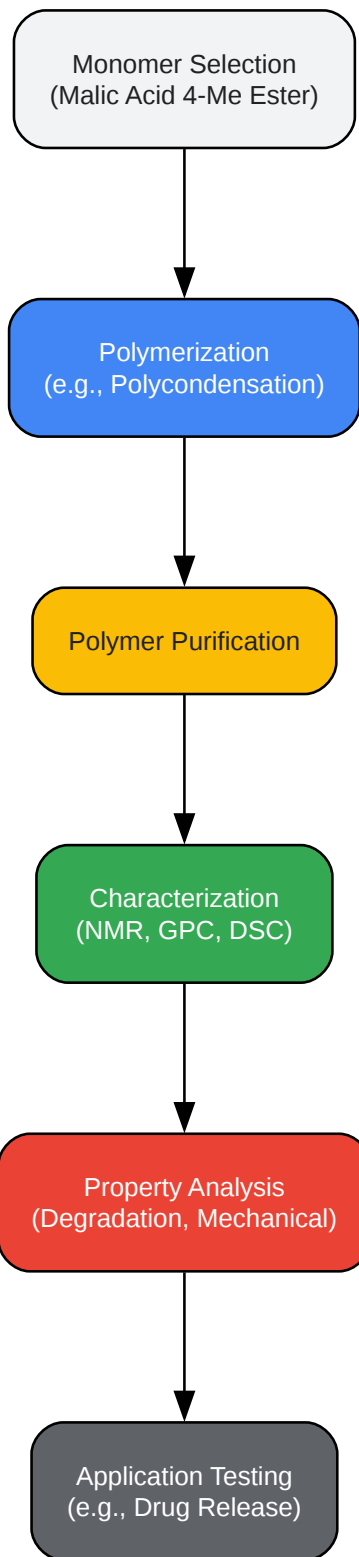 Monomer Selection
(Malic Acid 4-Me Ester)
Polymerization
(e.g., Polycondensation)
Polymer Purification
Characterization
(NMR, GPC, DSC)
Property Analysis
(Degradation, Mechanical)
Application Testing
(e.g., Drug Release)